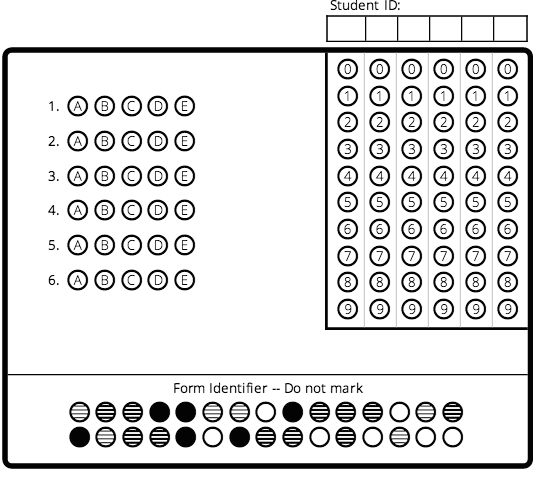 Student ID:
0 0 0 0 0 0
1 1 1 1 1 1
2 2 2 2 2 2
3 3 3 3 3 3
4 4 4 4 4 4
5 5 5 5 5 5
6 6 6 6 6 6
7 7 7 7 7 7
8 8 8 8 8 8
9 9 9 9 9 9
1. A B C D E
2. A B C D E
3. A B C D E
4. A B C D E
5. A B C D E
6. A B C D E
Form Identifier -- Do not mark